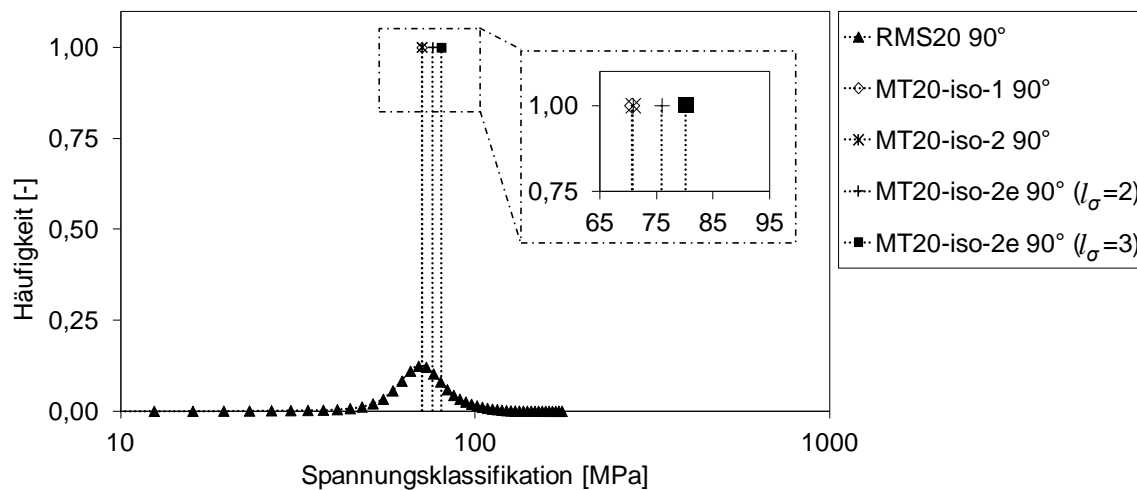 Häufigkeit [-]
1,00
0,75
0,50
0,25
0,00
10
100
1000
Spannungsklassifikation [MPa]
1,00
0,75
65
75
85
95
RMS20 90°
MT20-iso-1 90°
MT20-iso-2 90°
MT20-iso-2e 90° (lσ=2)
MT20-iso-2e 90° (lσ=3)